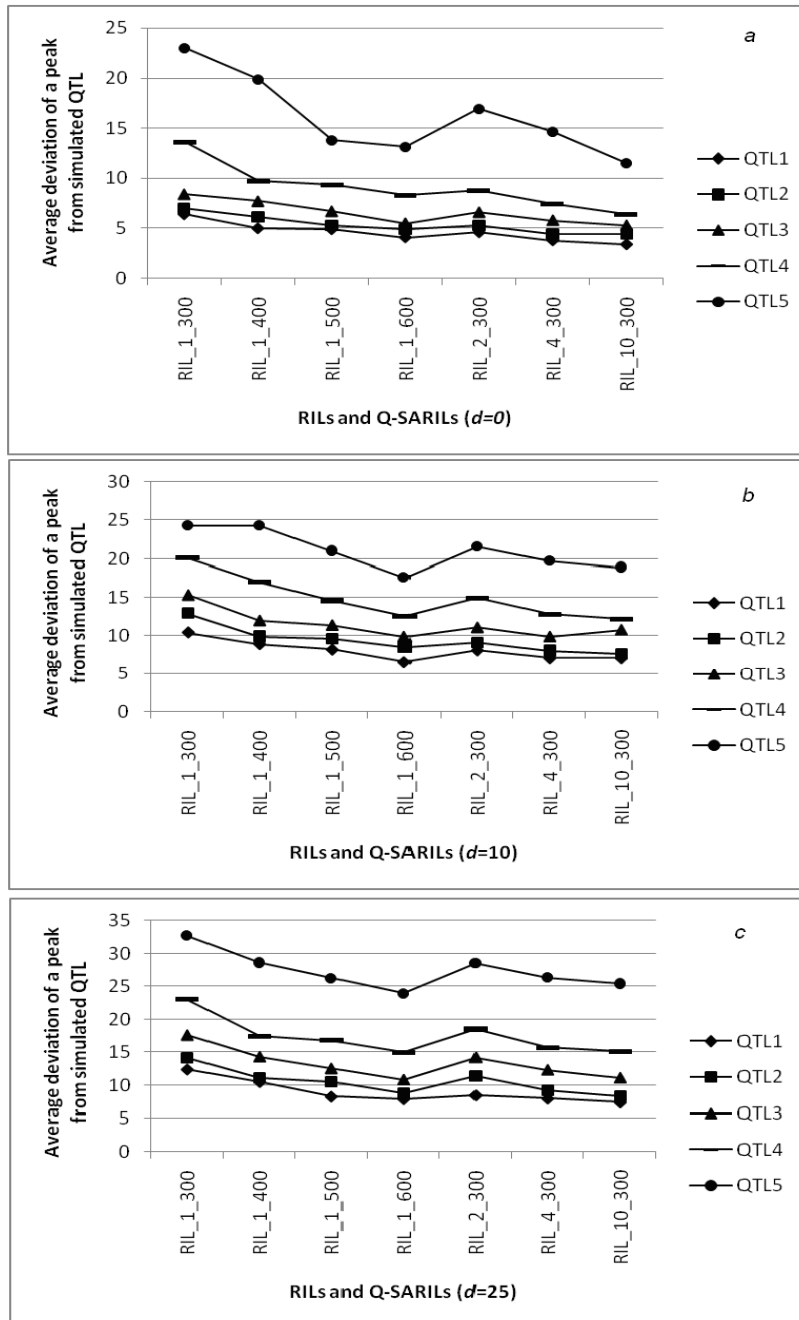 a
Average deviation of a peak
from simulated QTL
25
20
15
10
5
0
RIL_1_300
RIL_1_400
RIL_1_500
RIL_1_600
RIL_2_300
RIL_4_300
RIL_10_300
QTL1
QTL2
QTL3
QTL4
QTL5
RILs and Q-SARILs (d=0)
b
Average deviation of a peak
from simulated QTL
30
25
20
15
10
5
0
RIL_1_300
RIL_1_400
RIL_1_500
RIL_1_600
RIL_2_300
RIL_4_300
RIL_10_300
QTL1
QTL2
QTL3
QTL4
QTL5
RILs and Q-SARILs (d=10)
c
Average deviation of a peak
from simulated QTL
35
30
25
20
15
10
5
0
RIL_1_300
RIL_1_400
RIL_1_500
RIL_1_600
RIL_2_300
RIL_4_300
RIL_10_300
QTL1
QTL2
QTL3
QTL4
QTL5
RILs and Q-SARILs (d=25)